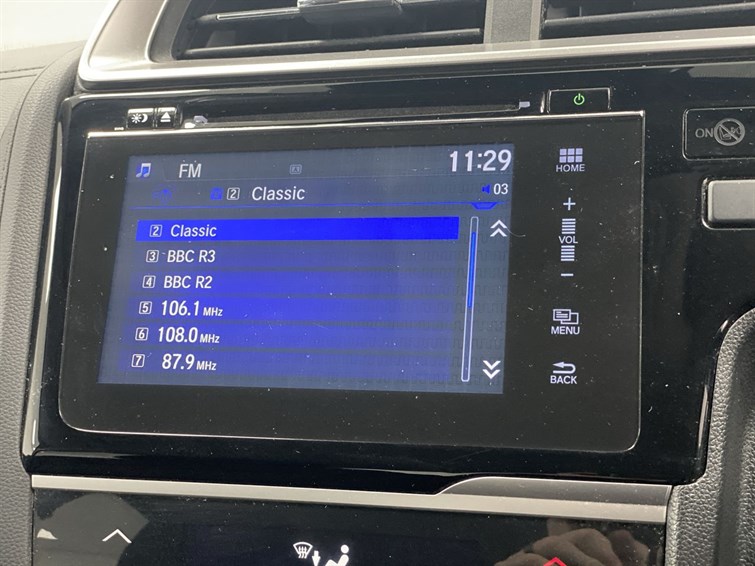 FM 11:29
2 Classic 03
2 Classic
3 BBC R3
4 BBC R2
5 106.1 MHz
6 108.0 MHz
7 87.9 MHz
HOME
+
VOL
−
MENU
BACK
ON